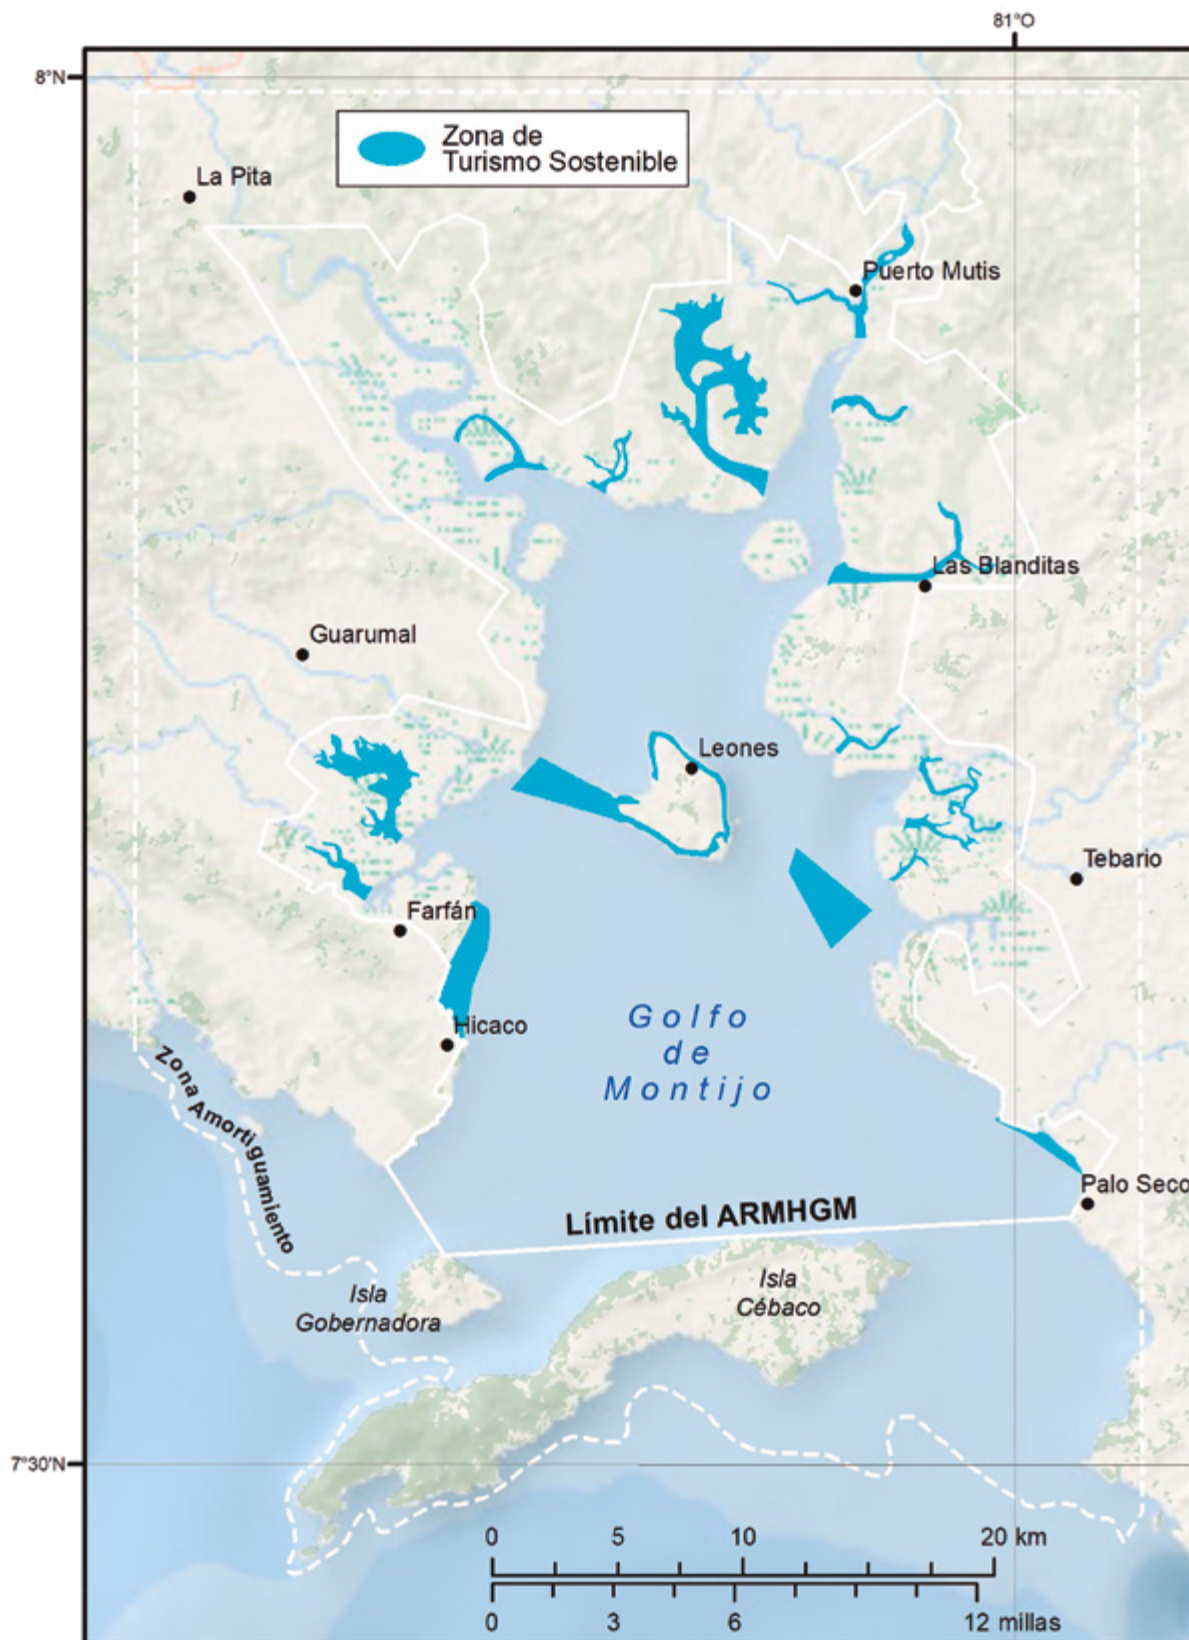 81°O
8°N
Zona de
Turismo Sostenible
La Pita
Puerto Mutis
Las Blanditas
Guarumal
Leones
Tebario
Farfán
Hicaco
Golfo
de
Montijo
Zona Amortiguamiento
Palo Seco
Límite del ARMHGM
Isla
Gobernadora
Isla
Cébaco
7°30'N
0 5 10 20 km
0 3 6 12 millas